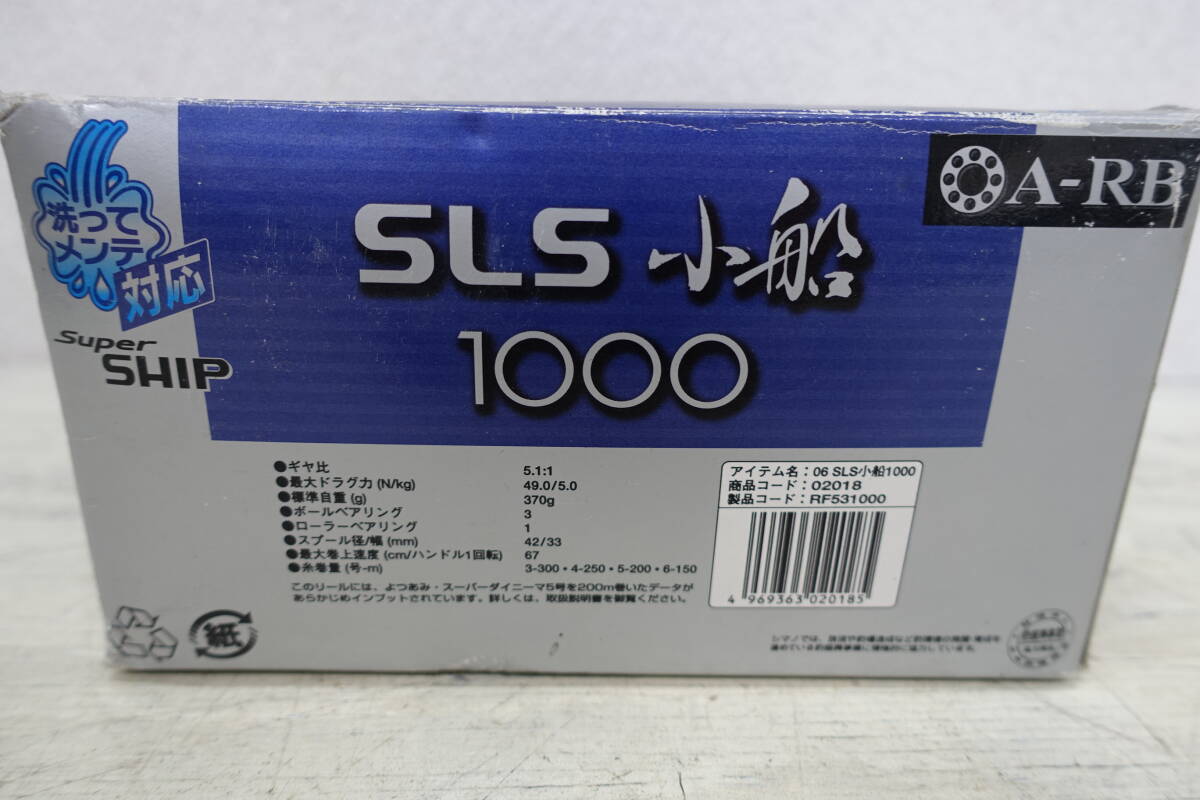 洗って
メンテ
対応
Super
SHIP
A-RB
SLS 小船
1000
●ギヤ比 5.1:1
●最大ドラグ力 (N/kg) 49.0/5.0
●標準自重 (g) 370g
●ボールベアリング 3
●ローラーベアリング 1
●スプール径/幅 (mm) 42/33
●最大巻上速度 (cm/ハンドル1回転) 67
●糸巻量 (号-m) 3-300・4-250・5-200・6-150
このリールには、よつあみ・スーパーダイニーマ5号を200m巻いたデータが
あらかじめインプットされています。詳しくは、取扱説明書を御覧ください。
アイテム名：06 SLS小船1000
商品コード：02018
製品コード：RF531000
4 969363 020185
紙
シマノでは、